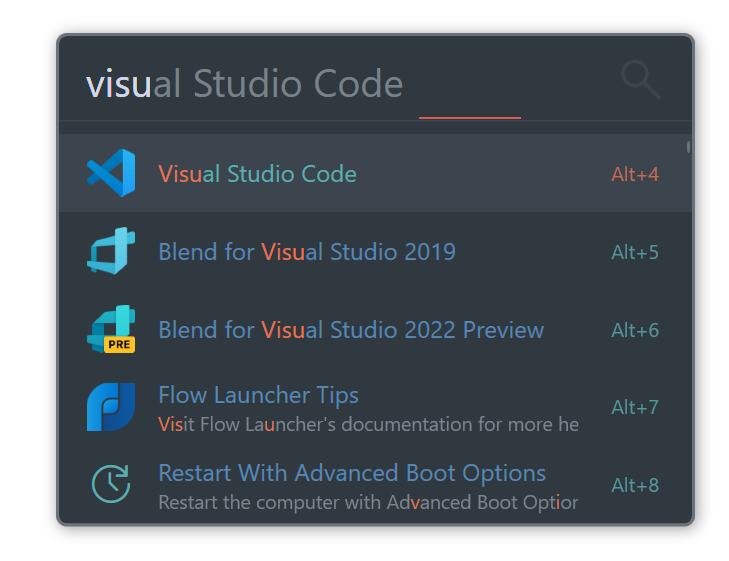 visual Studio Code
Visual Studio Code Alt+4
Blend for Visual Studio 2019 Alt+5
Blend for Visual Studio 2022 Preview Alt+6
PRE
Flow Launcher Tips
Visit Flow Launcher's documentation for more he Alt+7
Restart With Advanced Boot Options
Restart the computer with Advanced Boot Optior Alt+8